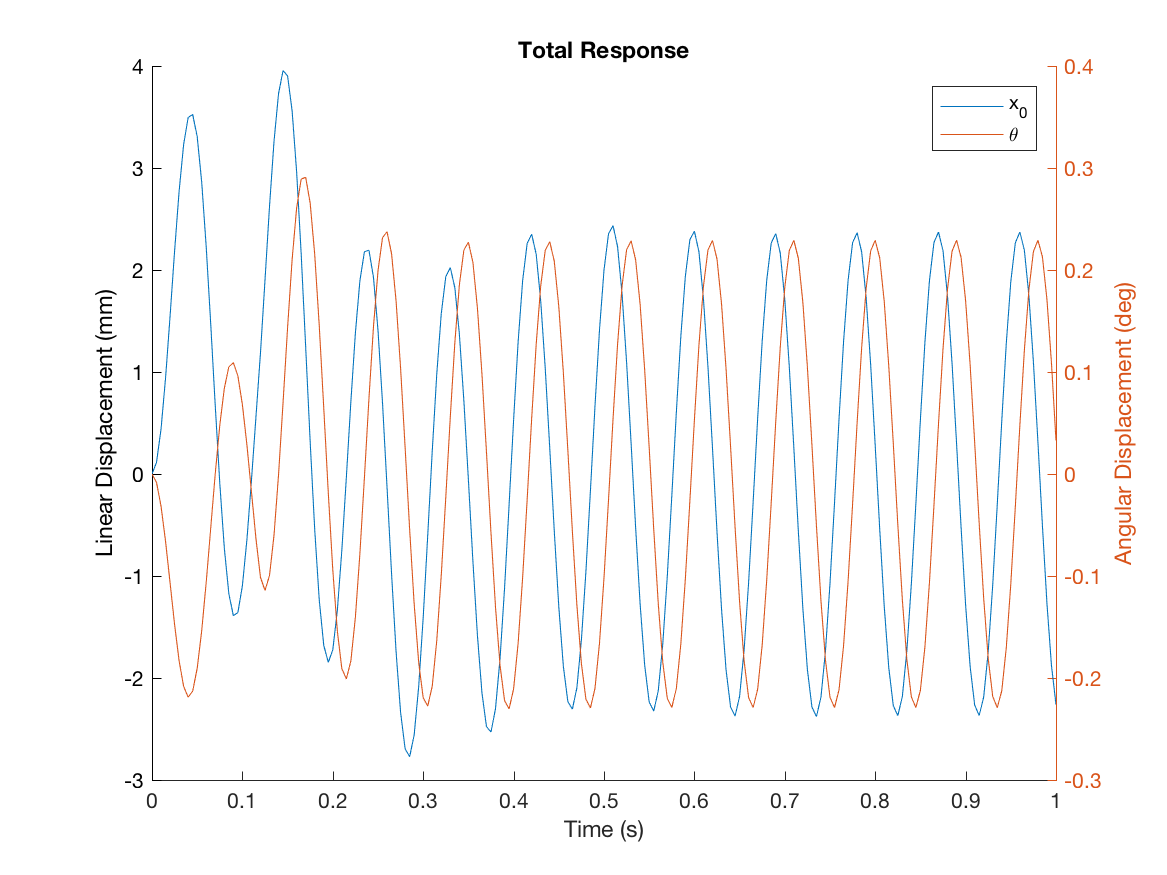 Total Response
Linear Displacement (mm)
4
3
2
1
0
-1
-2
-3
0 0.1 0.2 0.3 0.4 0.5 0.6 0.7 0.8 0.9 1
Time (s)
0.4
0.3
0.2
0.1
0
-0.1
-0.2
-0.3
Angular Displacement (deg)
x0
θ